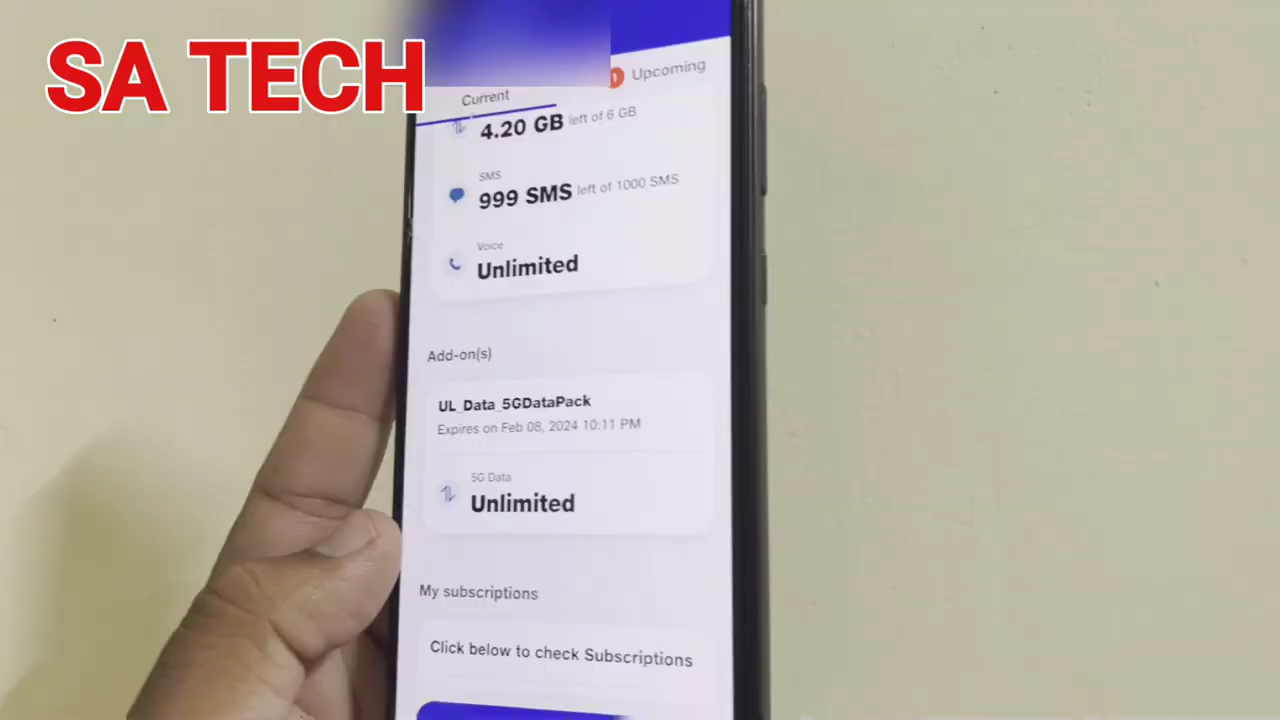 SA TECH
Current
Upcoming
4.20 GB left of 6 GB
SMS
999 SMS left of 1000 SMS
Voice
Unlimited
Add-on(s)
UL_Data_5GDataPack
Expires on Feb 08, 2024 10:11 PM
5G Data
Unlimited
My subscriptions
Click below to check Subscriptions